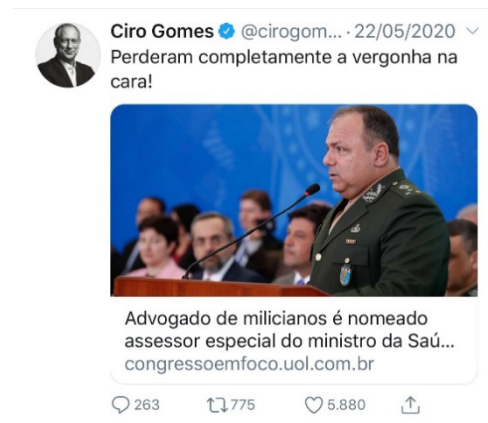 Ciro Gomes @cirogom... · 22/05/2020
Perderam completamente a vergonha na
cara!
Advogado de milicianos é nomeado
assessor especial do ministro da Saú...
congressoemfoco.uol.com.br
263 775 5.880